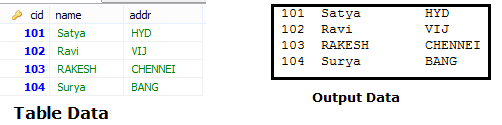 cid name addr
101 Satya HYD
102 Ravi VIJ
103 RAKESH CHENNEI
104 Surya BANG
Table Data
101 Satya HYD
102 Ravi VIJ
103 RAKESH CHENNEI
104 Surya BANG
Output Data